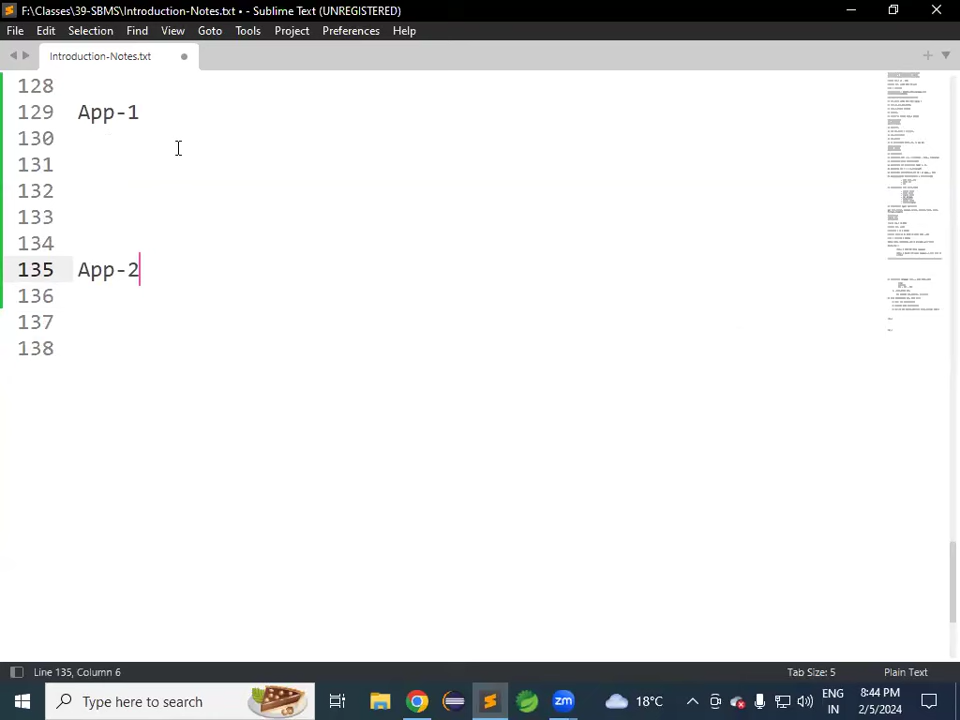 F:\Classes\39-SBMS\Introduction-Notes.txt • - Sublime Text (UNREGISTERED)
File Edit Selection Find View Goto Tools Project Preferences Help
Introduction-Notes.txt
128
129 App-1
130
131
132
133
134
135 App-2
136
137
138
Line 135, Column 6 Tab Size: 5 Plain Text
Type here to search 18°C ENG IN 8:44 PM 2/5/2024